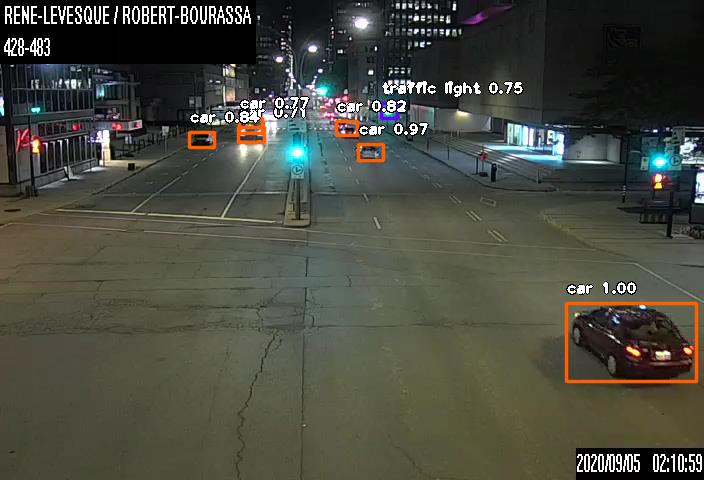 RENE-LEVESQUE / ROBERT-BOURASSA
428-483
traffic light 0.75
car 0.77
car 0.82
car 0.84
car 0.71
car 0.97
car 1.00
2020/09/05 02:10:59